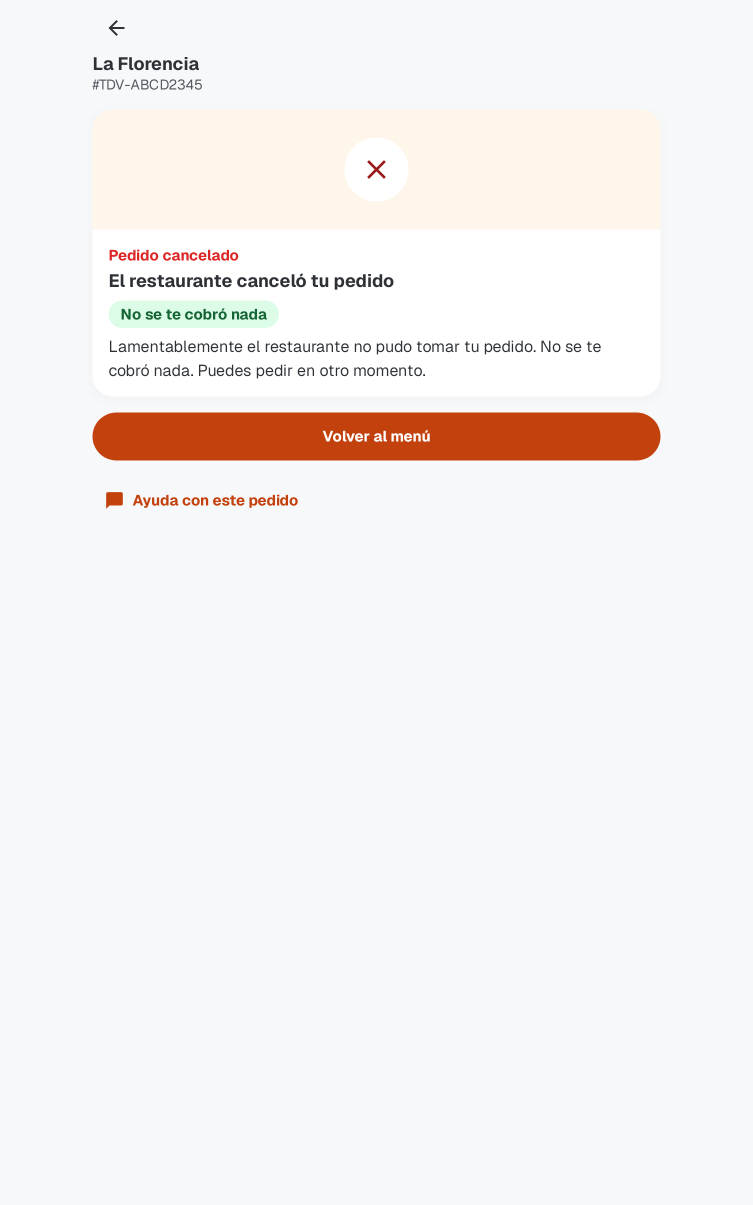 La Florencia
#TDV-ABCD2345
Pedido cancelado
El restaurante canceló tu pedido
No se te cobró nada
Lamentablemente el restaurante no pudo tomar tu pedido. No se te
cobró nada. Puedes pedir en otro momento.
Volver al menú
Ayuda con este pedido